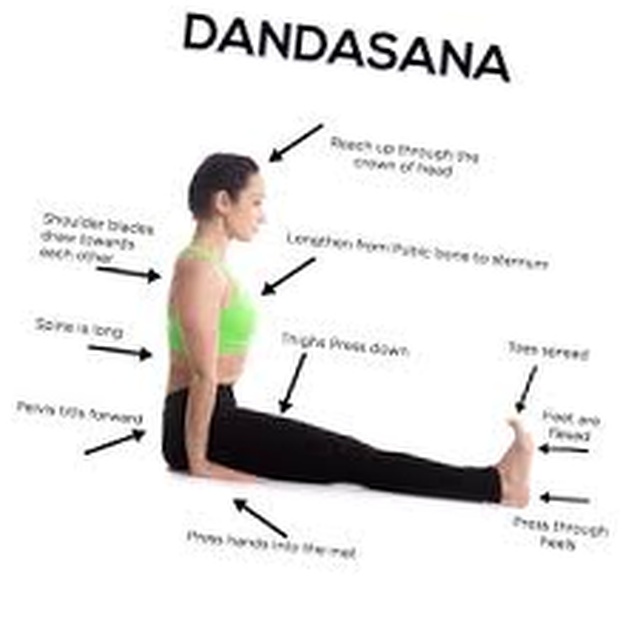 DANDASANA
Reach up through the
crown of head
Shoulder blades
draw towards
each other
Lengthen from Pubic bone to sternum
Spine is long
Thighs Press down
Toes spread
Pelvis tilts forward
Feet are
flexed
Press through
heels
Press hands into the mat